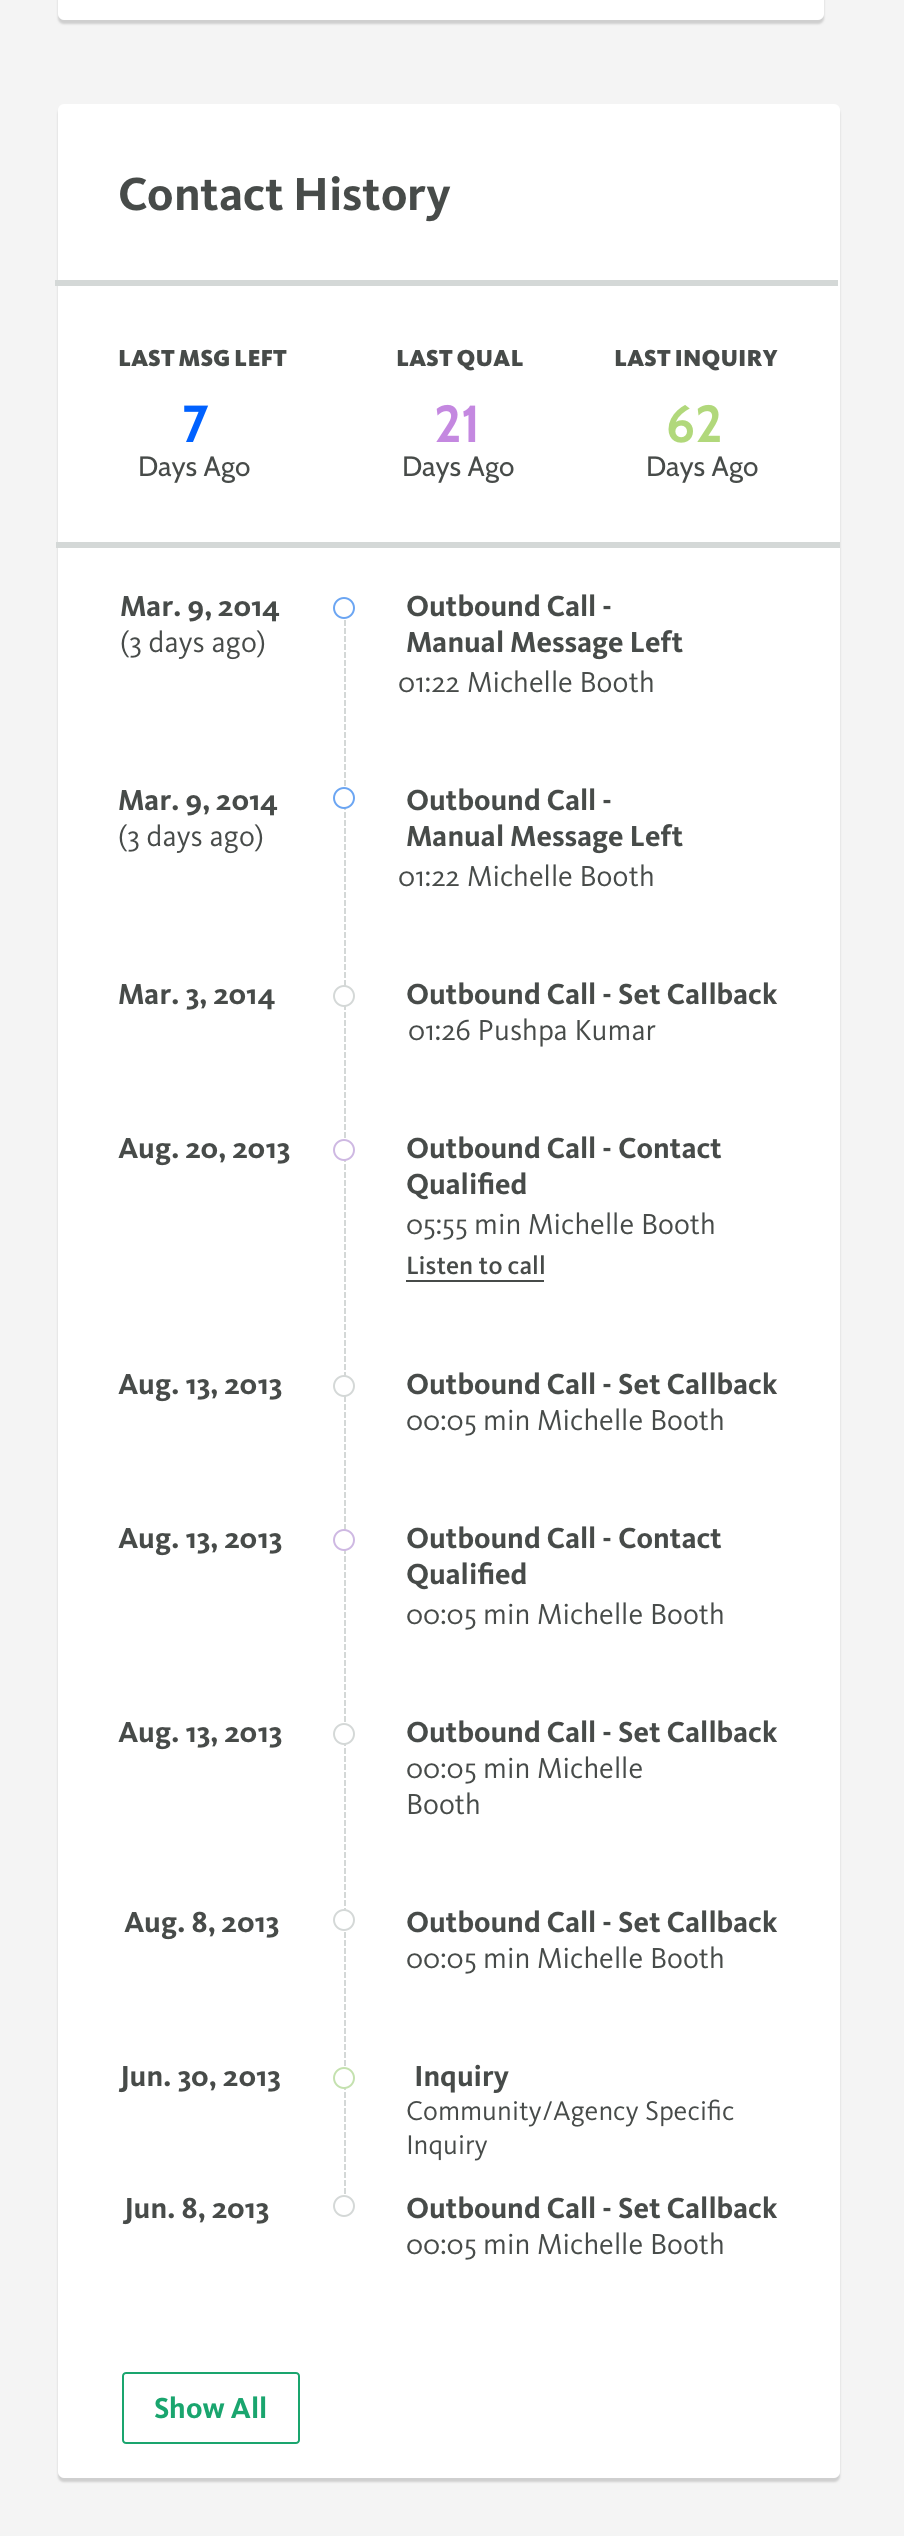 Contact History
LAST MSG LEFT
LAST QUAL
LAST INQUIRY
7
21
62
Days Ago
Days Ago
Days Ago
Mar. 9, 2014
(3 days ago)
Outbound Call -
Manual Message Left
01:22 Michelle Booth
Mar. 9, 2014
(3 days ago)
Outbound Call -
Manual Message Left
01:22 Michelle Booth
Mar. 3, 2014
Outbound Call - Set Callback
01:26 Pushpa Kumar
Aug. 20, 2013
Outbound Call - Contact
Qualified
05:55 min Michelle Booth
Listen to call
Aug. 13, 2013
Outbound Call - Set Callback
00:05 min Michelle Booth
Aug. 13, 2013
Outbound Call - Contact
Qualified
00:05 min Michelle Booth
Aug. 13, 2013
Outbound Call - Set Callback
00:05 min Michelle
Booth
Aug. 8, 2013
Outbound Call - Set Callback
00:05 min Michelle Booth
Jun. 30, 2013
Inquiry
Community/Agency Specific
Inquiry
Jun. 8, 2013
Outbound Call - Set Callback
00:05 min Michelle Booth
Show All